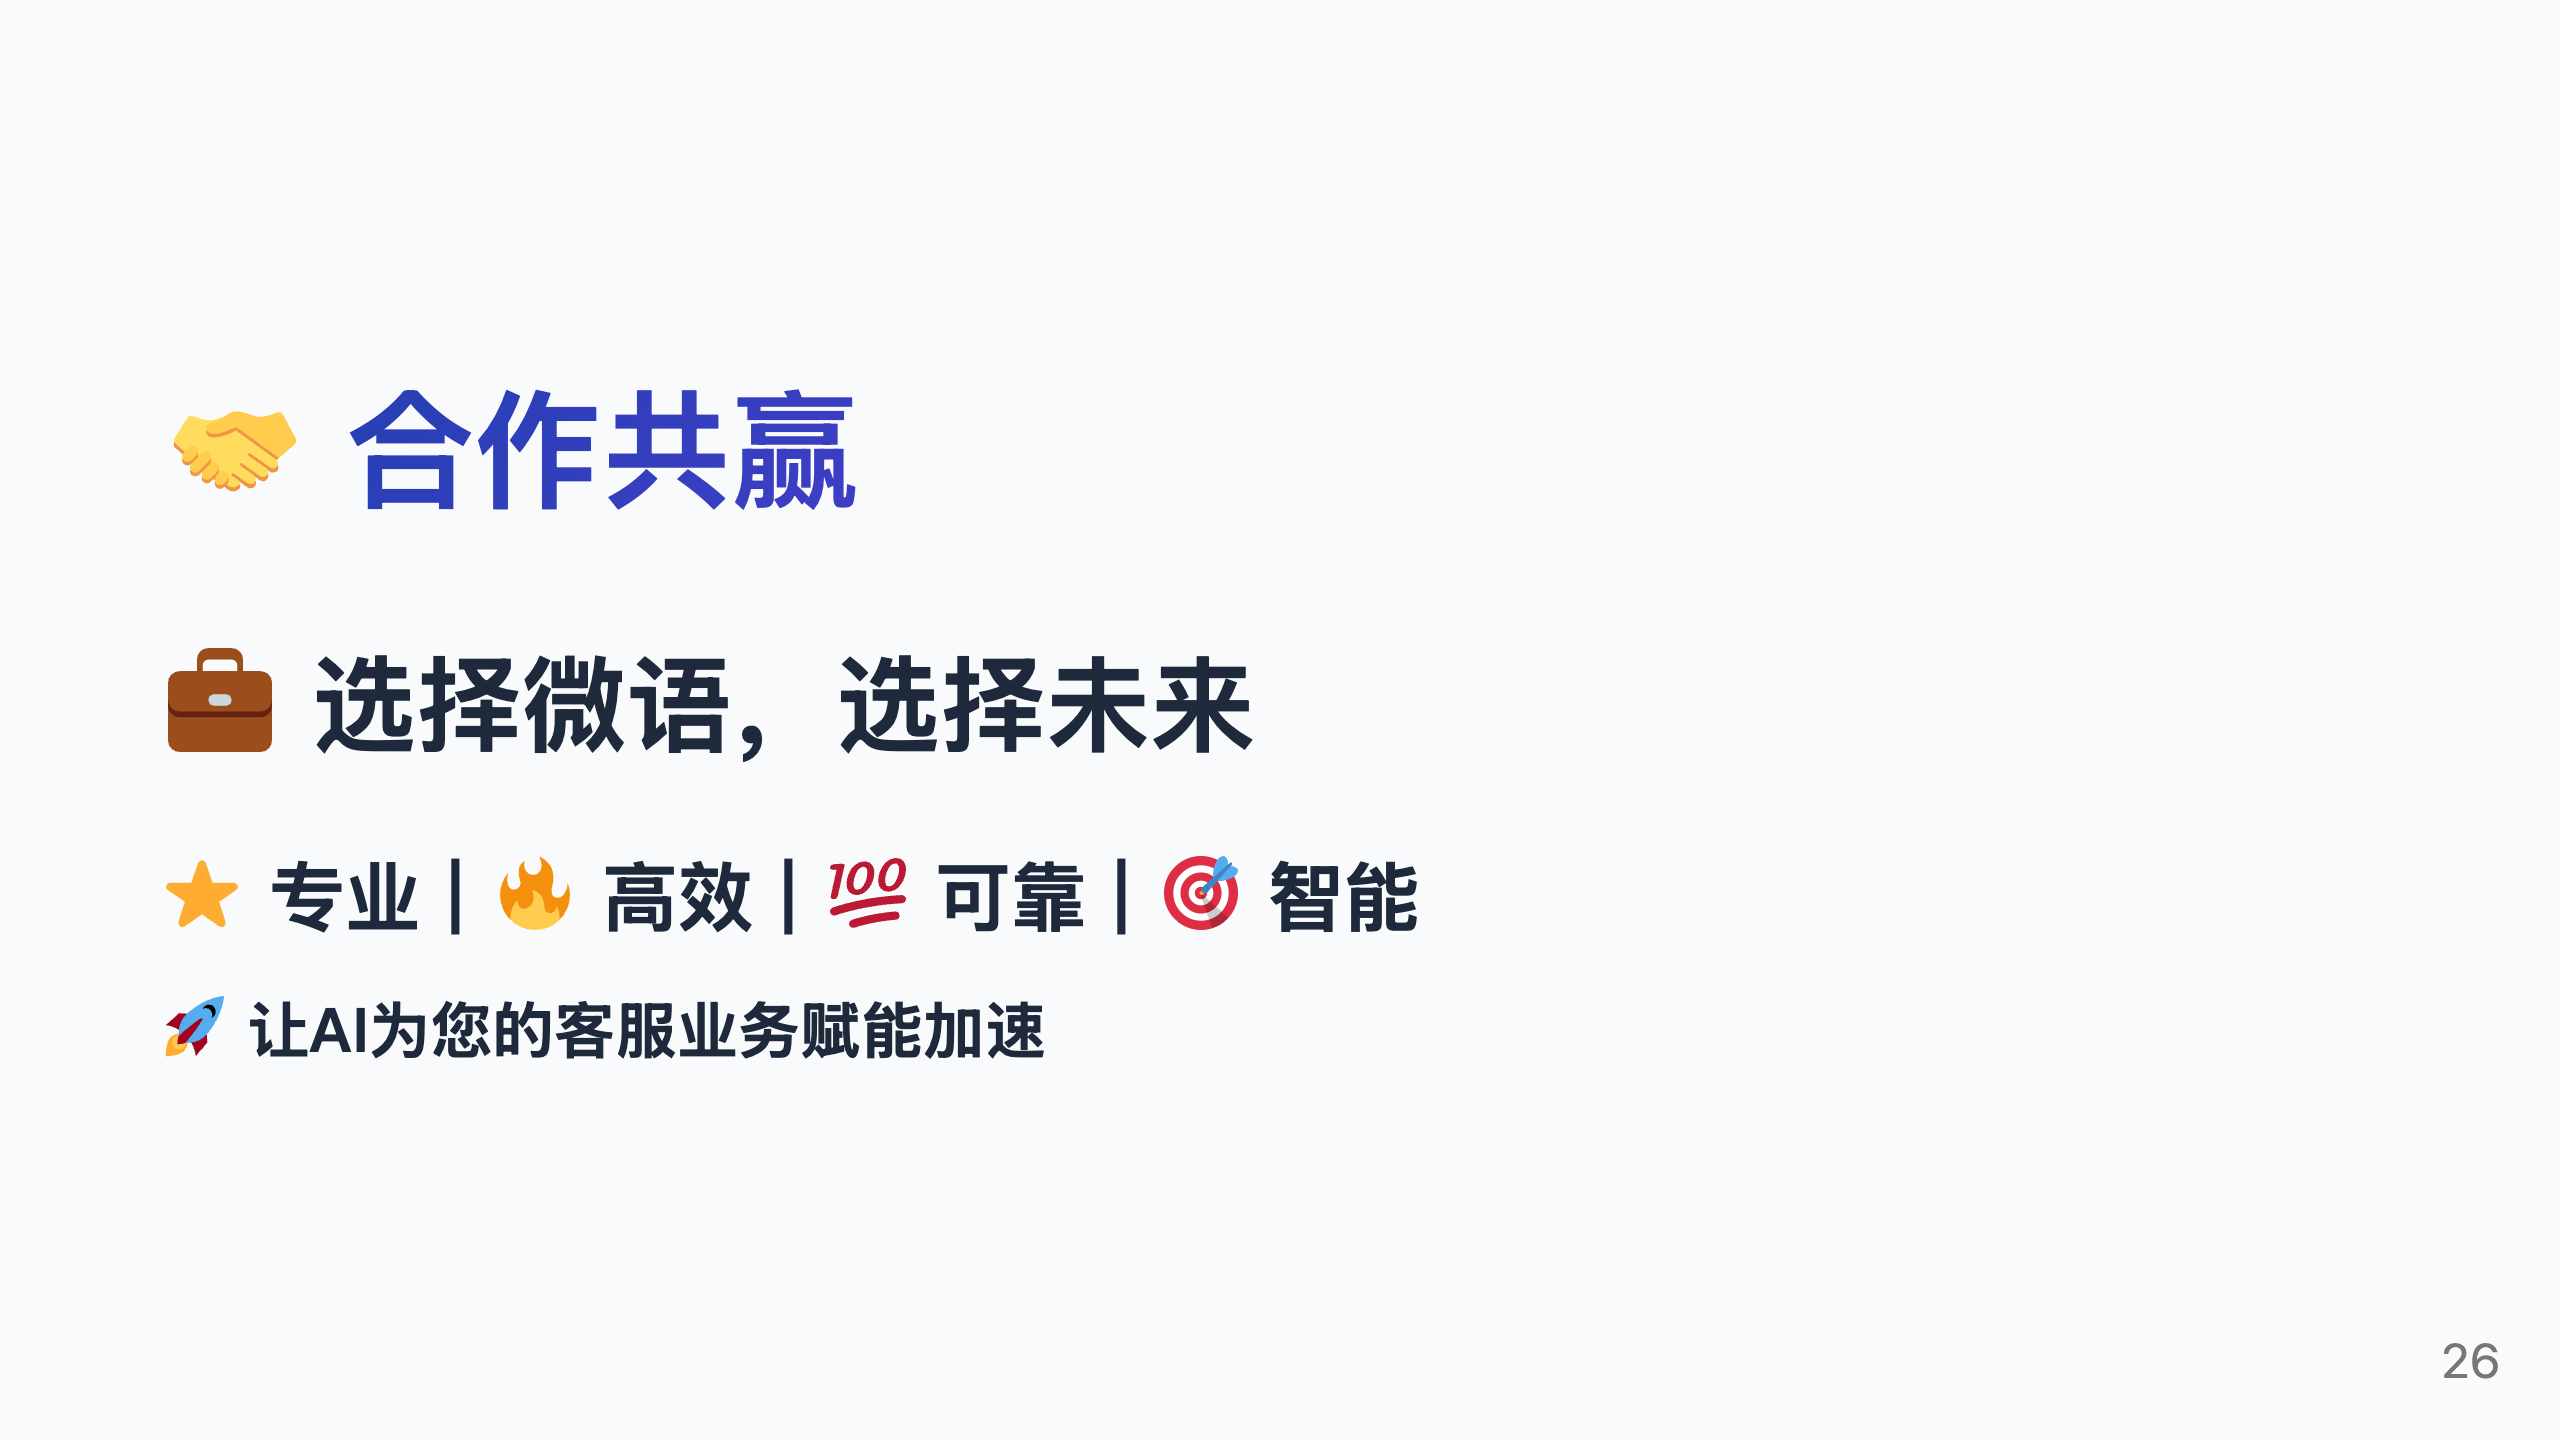 🤝 合作共赢
💼 选择微语，选择未来
⭐ 专业 | 🔥 高效 | 💯 可靠 | 🎯 智能
🚀 让AI为您的客服业务赋能加速
26